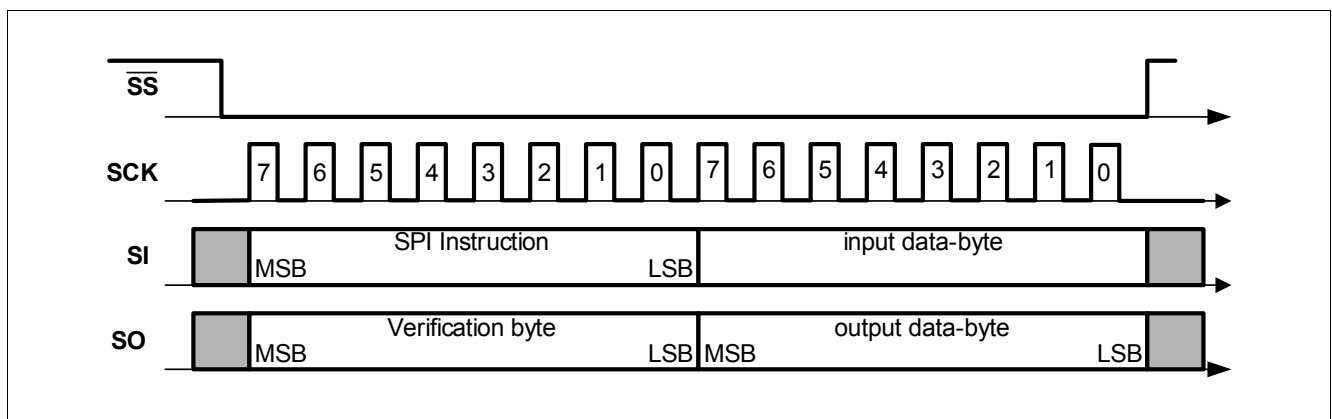 SS
SCK 7 6 5 4 3 2 1 0 7 6 5 4 3 2 1 0
SI SPI Instruction input data-byte
MSB LSB
SO Verification byte output data-byte
MSB LSB MSB LSB